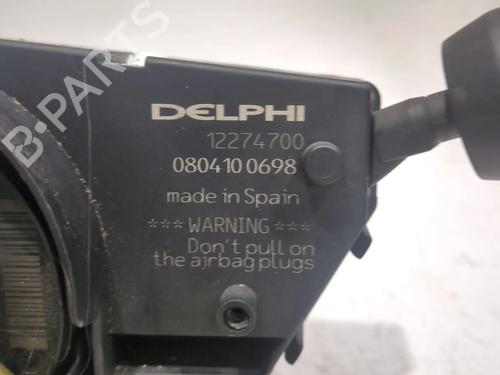 B-PARTS
DELPHI
12274700
0804100698
made in Spain
*** WARNING ***
Don't pull on
the airbag plugs